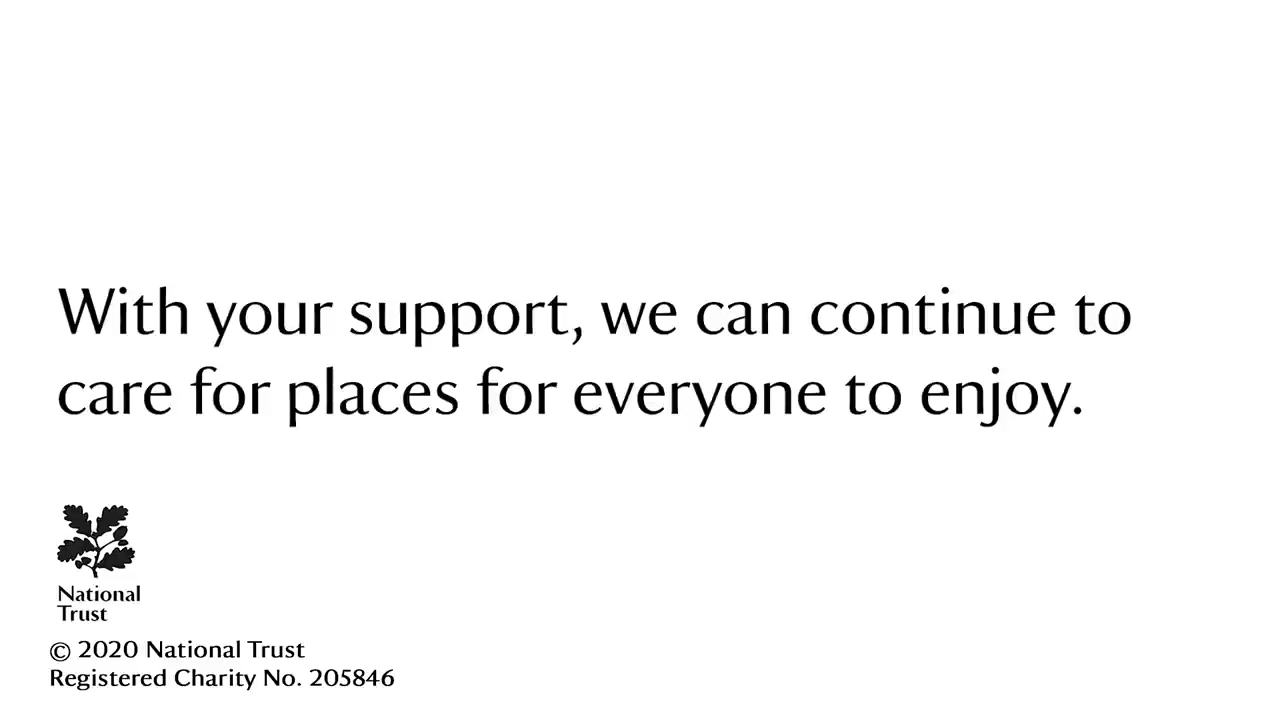 With your support, we can continue to
care for places for everyone to enjoy.
National
Trust
© 2020 National Trust
Registered Charity No. 205846